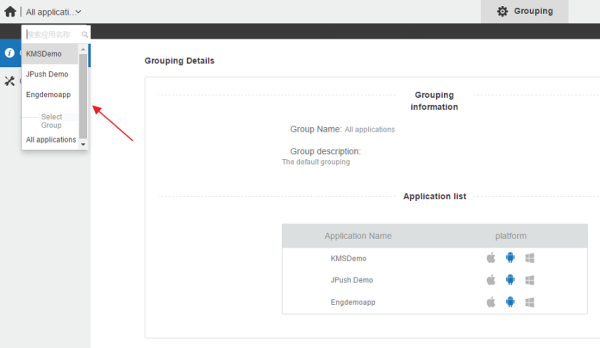 All applicati..
Grouping
搜索应用名称
KMSDemo
JPush Demo
Engdemoapp
Select
Group
All applications
Grouping Details
Grouping
information
Group Name: All applications
Group description:
The default grouping
Application list
Application Name platform
KMSDemo
JPush Demo
Engdemoapp